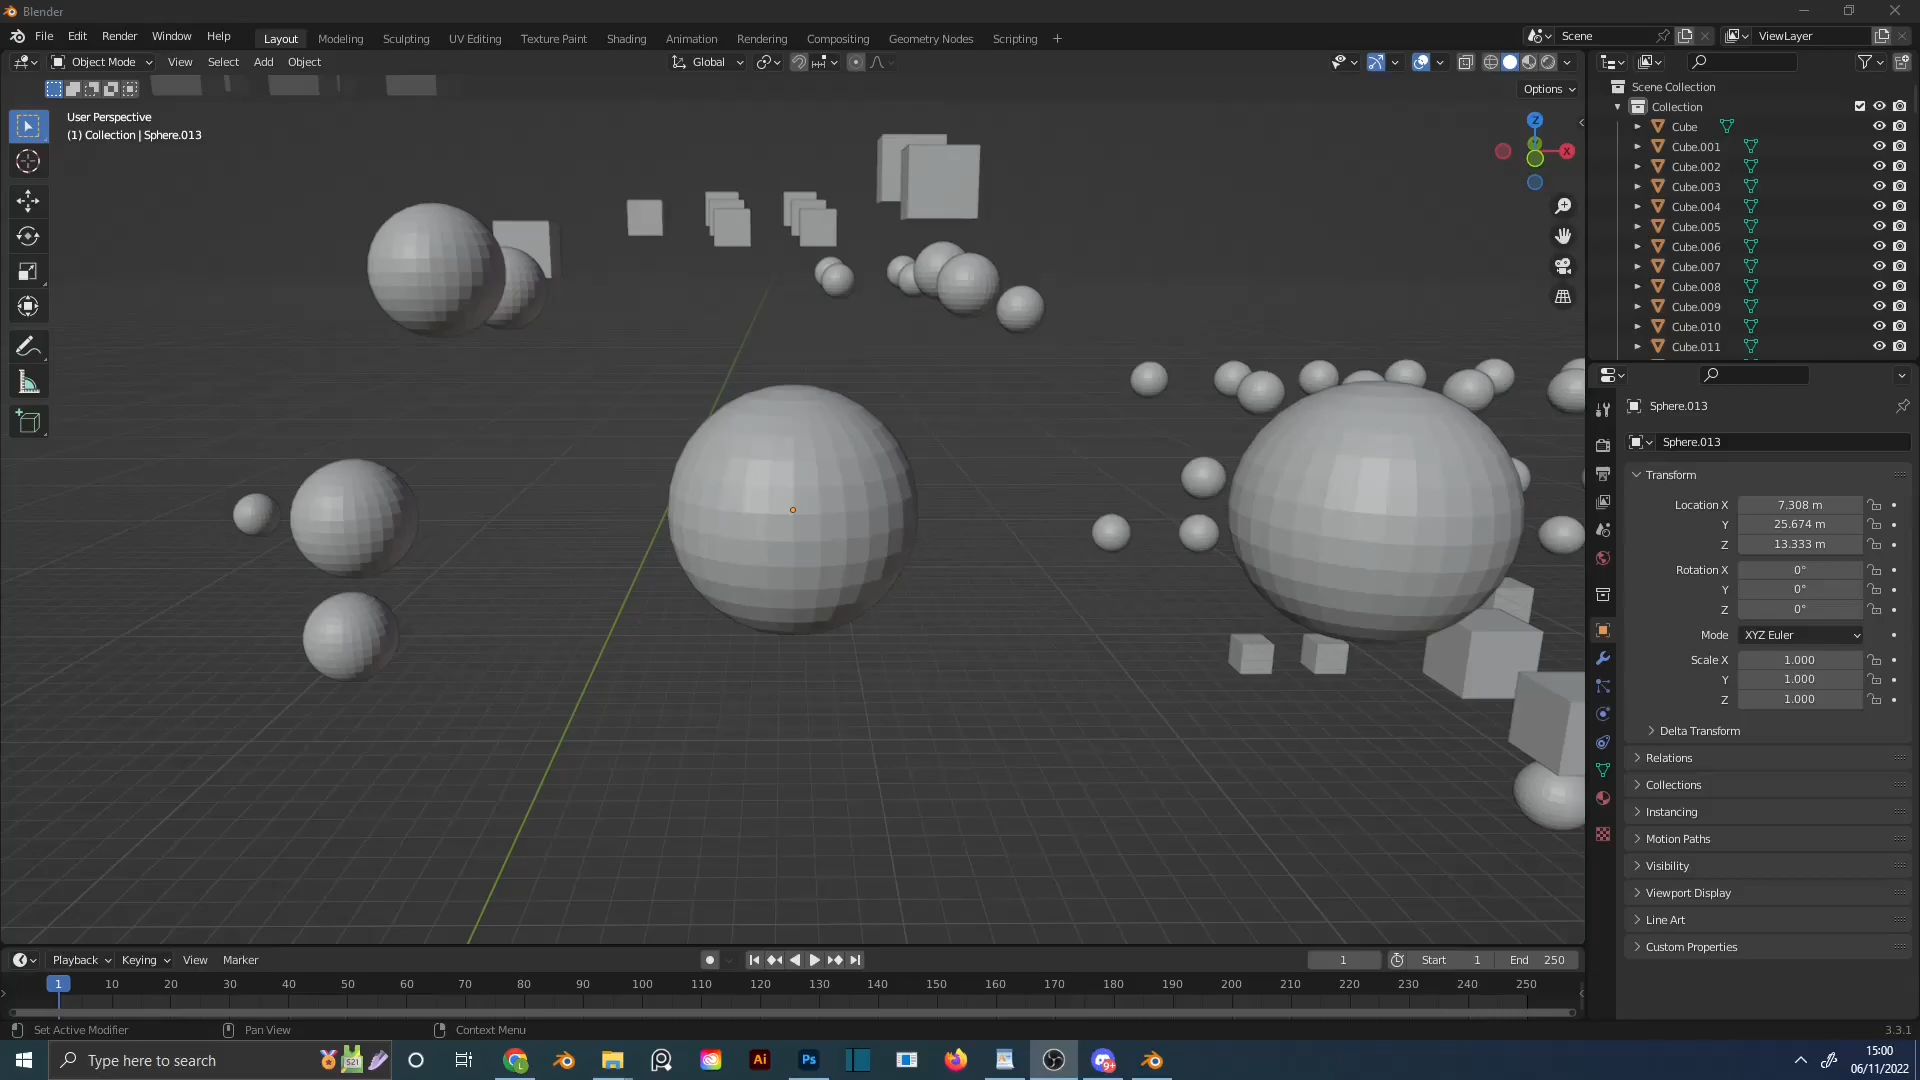 Blender
File Edit Render Window Help
Layout Modeling Sculpting UV Editing Texture Paint Shading Animation Rendering Compositing Geometry Nodes Scripting +
Scene
ViewLayer
Object Mode View Select Add Object
Global
Options
User Perspective
(1) Collection | Sphere.013
Z
X
Scene Collection
Collection
Cube
Cube.001
Cube.002
Cube.003
Cube.004
Cube.005
Cube.006
Cube.007
Cube.008
Cube.009
Cube.010
Cube.011
Sphere.013
Sphere.013
Transform
Location X 7.308 m
Y 25.674 m
Z 13.333 m
Rotation X 0°
Y 0°
Z 0°
Mode XYZ Euler
Scale X 1.000
Y 1.000
Z 1.000
Delta Transform
Relations
Collections
Instancing
Motion Paths
Visibility
Viewport Display
Line Art
Custom Properties
Playback Keying View Marker
1 Start 1 End 250
1 10 20 30 40 50 60 70 80 90 100 110 120 130 140 150 160 170 180 190 200 210 220 230 240 250
Set Active Modifier Pan View Context Menu
3.3.1
Type here to search
Ai
Ps
9+
15:00
06/11/2022